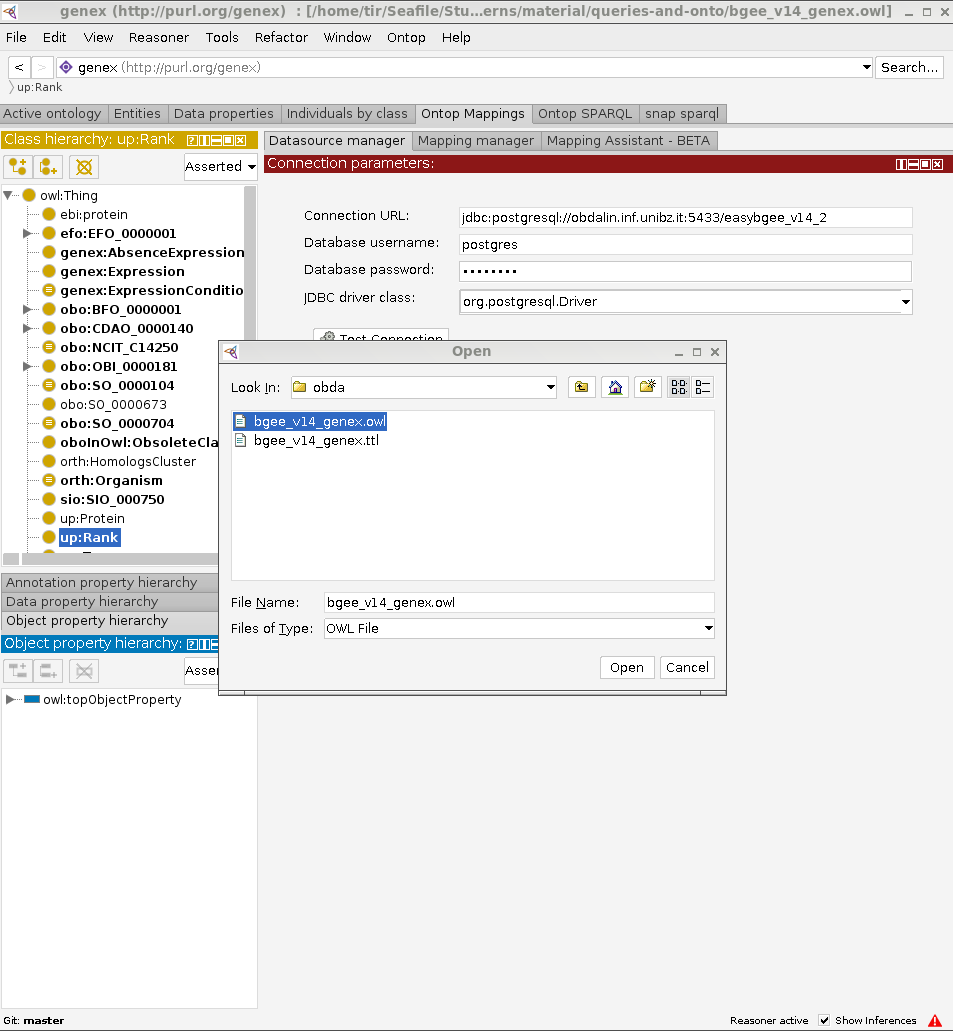 genex (http://purl.org/genex) : [/home/tir/Seafile/Stu...erns/material/queries-and-onto/bgee_v14_genex.owl]
File Edit View Reasoner Tools Refactor Window Ontop Help
< > genex (http://purl.org/genex) Search...
up:Rank
Active ontology Entities Data properties Individuals by class Ontop Mappings Ontop SPARQL snap sparql
Class hierarchy: up:Rank
Asserted
owl:Thing
ebi:protein
efo:EFO_0000001
genex:AbsenceExpression
genex:Expression
genex:ExpressionConditio
obo:BFO_0000001
obo:CDAO_0000140
obo:NCIT_C14250
obo:OBI_0000181
obo:SO_0000104
obo:SO_0000673
obo:SO_0000704
oboInOwl:ObsoleteCla
orth:HomologsCluster
orth:Organism
sio:SIO_000750
up:Protein
up:Rank
Annotation property hierarchy
Data property hierarchy
Object property hierarchy
Object property hierarchy:
Asser
owl:topObjectProperty
Datasource manager Mapping manager Mapping Assistant - BETA
Connection parameters:
Connection URL: jdbc:postgresql://obdalin.inf.unibz.it:5433/easybgee_v14_2
Database username: postgres
Database password: ••••••••
JDBC driver class: org.postgresql.Driver
Test Connection
Open
Look In: obda
bgee_v14_genex.owl
bgee_v14_genex.ttl
File Name: bgee_v14_genex.owl
Files of Type: OWL File
Open Cancel
Git: master Reasoner active Show Inferences